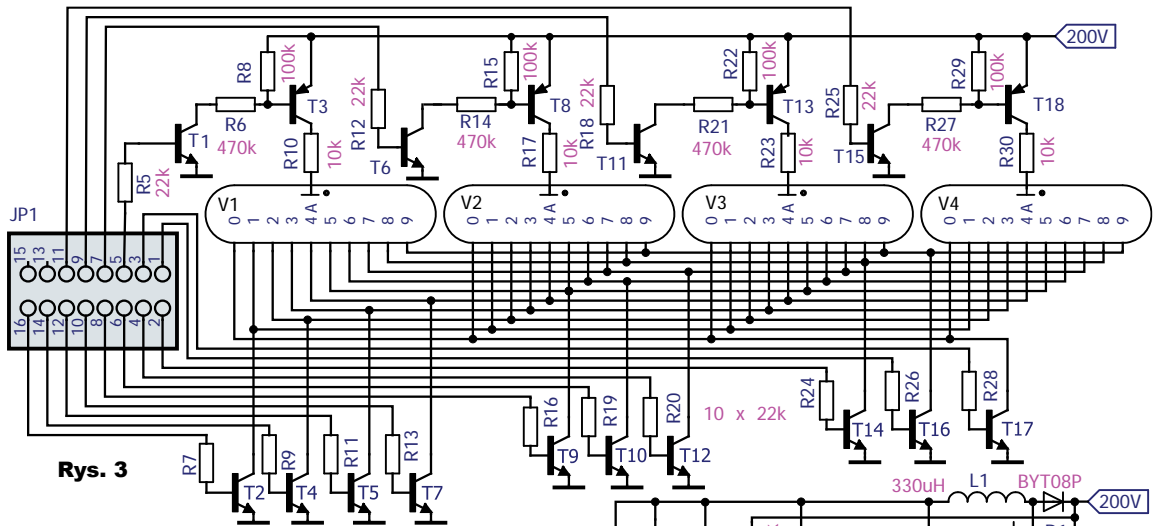 200V
R8 100k T3 R15 100k T8 R22 100k T13 R29 100k T18
22k R12 22k R18 R25 22k
T1 R6 470k R10 10k T6 R14 470k R17 10k T11 R21 470k R23 10k T15 R27 470k R30 10k
R5 22k
V1 0 1 2 3 4 A 5 6 7 8 9
V2 0 1 2 3 4 A 5 6 7 8 9
V3 0 1 2 3 4 A 5 6 7 8 9
V4 0 1 2 3 4 A 5 6 7 8 9
JP1
15 13 11 9 7 5 3 1
16 14 12 10 8 6 4 2
R24 R26 R28
R16 R19 R20 10 x 22k
T14 T16 T17
R7 R9 R11 R13
T9 T10 T12
Rys. 3
T2 T4 T5 T7
330uH L1 BYT08P 200V